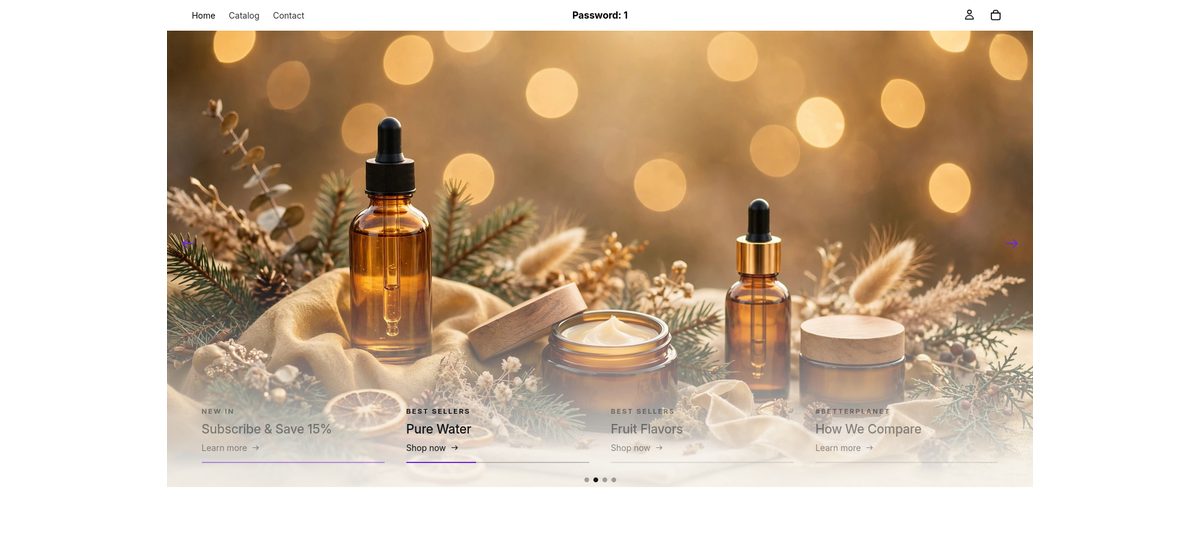 Home Catalog Contact Password: 1
NEW IN
Subscribe & Save 15%
Learn more →
BEST SELLERS
Pure Water
Shop now →
BEST SELLERS
Fruit Flavors
Shop now →
#BETTERPLANET
How We Compare
Learn more →